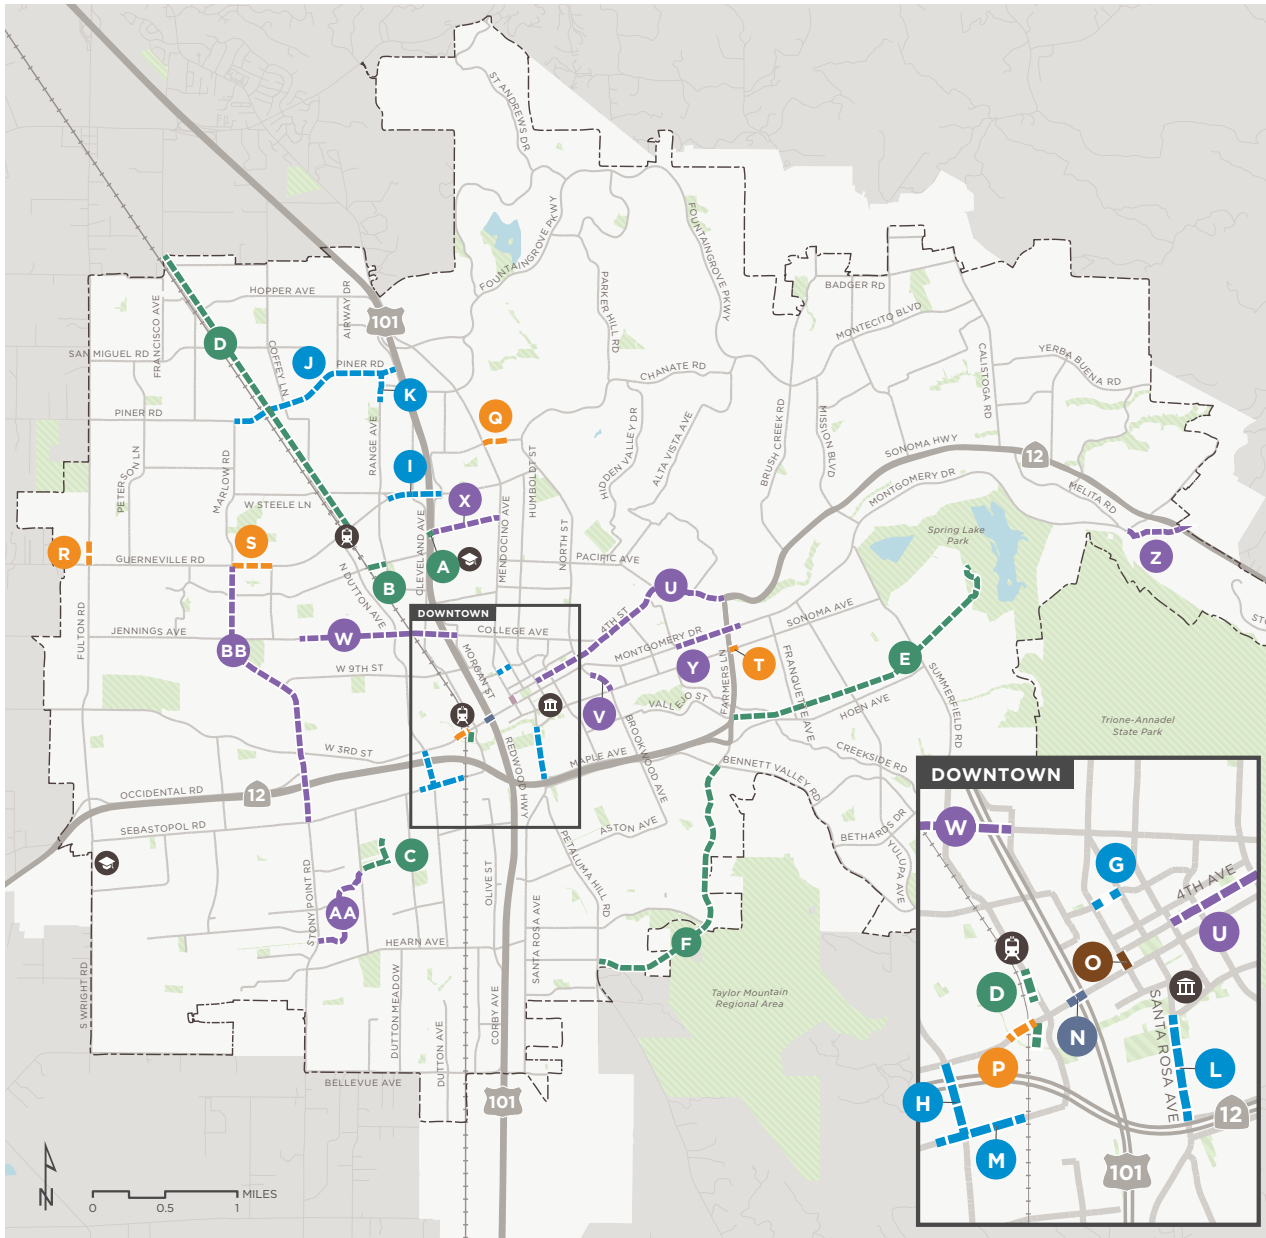 ST ANDREWS DR
FOUNTAINGROVE PKWY
FOUNTAINGROVE PKWY
HOPPER AVE
AIRWAY DR
FRANCISCO AVE
101
PARKER HILL RD
BADGER RD
MONTECITO BLVD
D
SAN MIGUEL RD
COFFEY LN
J
PINER RD
K
CHANATE RD
CALISTOGA RD
YERBA BUENA RD
PINER RD
RANGE AVE
Q
HUMBOLDT ST
HIDDEN VALLEY DR
ALTA VISTA AVE
BRUSH CREEK RD
MISSION BLVD
SONOMA HWY
12
PETERSON LN
MARLOW RD
I
MONTGOMERY DR
MELITA RD
W STEELE LN
X
CLEVELAND AVE
MENDOCINO AVE
NORTH ST
Spring Lake
Park
R
S
GUERNEVILLE RD
A
PACIFIC AVE
Z
N DUTTON AVE
B
U
FULTON RD
DOWNTOWN
4TH ST
SONOMA AVE
JENNINGS AVE
BB
W
COLLEGE AVE
MONTGOMERY DR
Y
T
E
W 9TH ST
MORGAN ST
FARMERS LN
FRANQUETTE AVE
SUMMERFIELD RD
V
VALLEJO ST
HOEN AVE
Trione-Annadel
State Park
W 3RD ST
REDWOOD HWY
MAPLE AVE
BROOKWOOD AVE
BENNETT VALLEY RD
CREEKSIDE RD
OCCIDENTAL RD
12
SEBASTOPOL RD
ASTON AVE
BETHARDS DR
YULUPA AVE
C
PETALUMA HILL RD
STONY POINT RD
AA
OLIVE ST
SANTA ROSA AVE
HEARN AVE
F
S WRIGHT RD
DUTTON MEADOW
DUTTON AVE
CORBY AVE
Taylor Mountain
Regional Area
BELLEVUE AVE
101
N
0
0.5
1
MILES
DOWNTOWN
W
G
4TH AVE
U
O
D
N
SANTA ROSA AVE
P
L
H
12
M
101